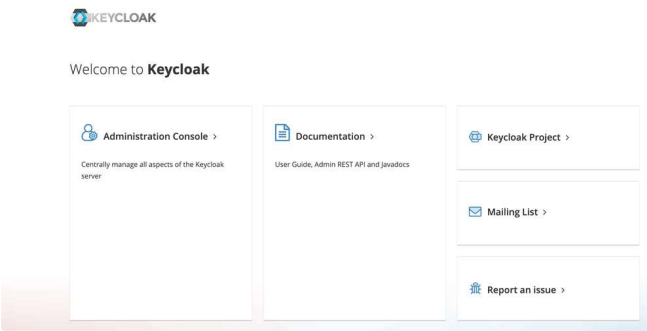 KEYCLOAK
Welcome to Keycloak
Administration Console >
Centrally manage all aspects of the Keycloak
server
Documentation >
User Guide, Admin REST API and Javadocs
Keycloak Project >
Mailing List >
Report an issue >